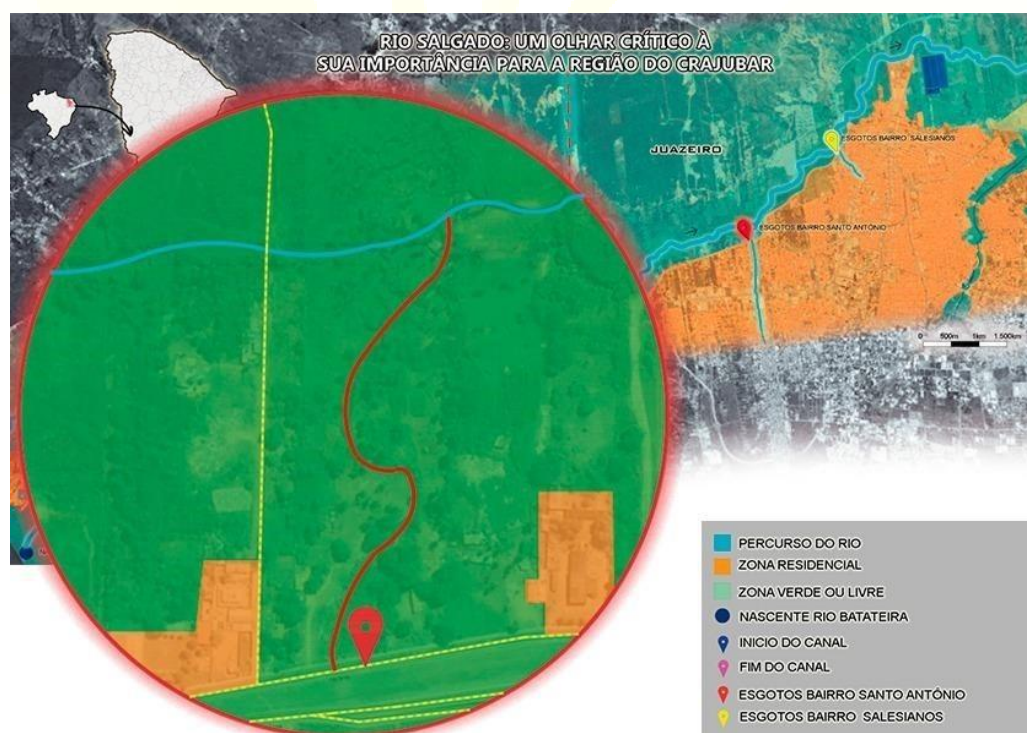 RIO SALGADO: UM OLHAR CRÍTICO À
SUA IMPORTÂNCIA PARA A REGIÃO DO CRAJUBAR
ESGOTOS BAIRRO SALESIANOS
JUAZEIRO
ESGOTOS BAIRRO SANTO ANTÓNIO
0 500m 1km 1.500km
PERCURSO DO RIO
ZONA RESIDENCIAL
ZONA VERDE OU LIVRE
NASCENTE RIO BATATEIRA
INICIO DO CANAL
FIM DO CANAL
ESGOTOS BAIRRO SANTO ANTÓNIO
ESGOTOS BAIRRO SALESIANOS